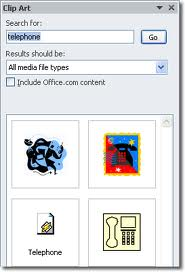 Clip Art
Search for:
telephone
Go
Results should be:
All media file types
Include Office.com content
Telephone